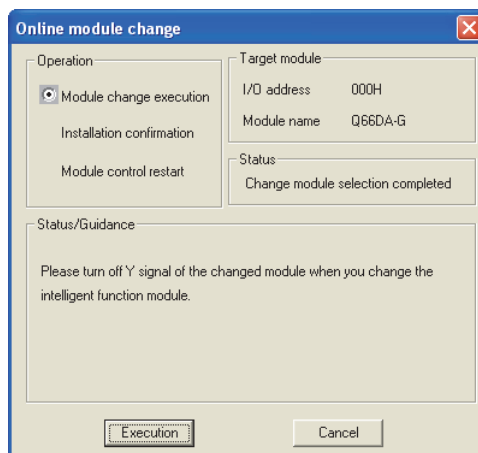 Online module change
Operation
Module change execution
Installation confirmation
Module control restart
Target module
I/O address 000H
Module name Q66DA-G
Status
Change module selection completed
Status/Guidance
Please turn off Y signal of the changed module when you change the
intelligent function module.
Execution Cancel